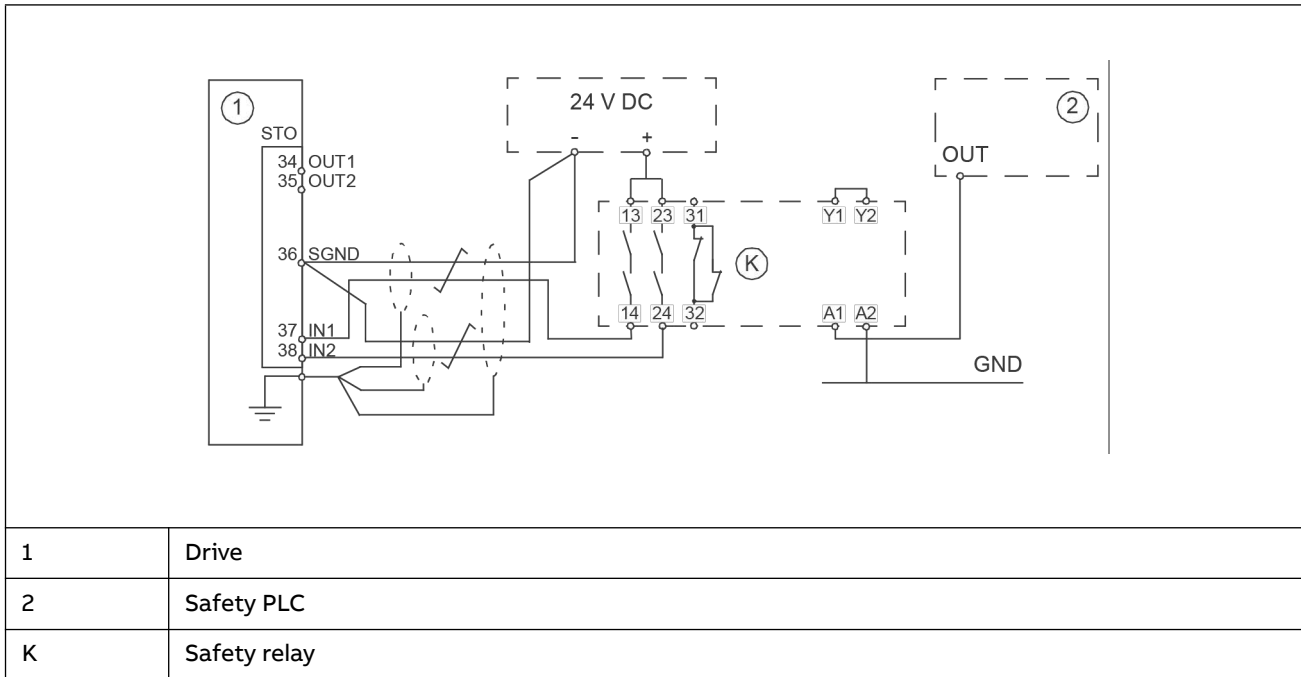 1
24 V DC
2
STO
- +
34 OUT1
35 OUT2
OUT
13 23 31
Y1 Y2
36 SGND
K
14 24 32
A1 A2
37 IN1
38 IN2
GND
1 Drive
2 Safety PLC
K Safety relay